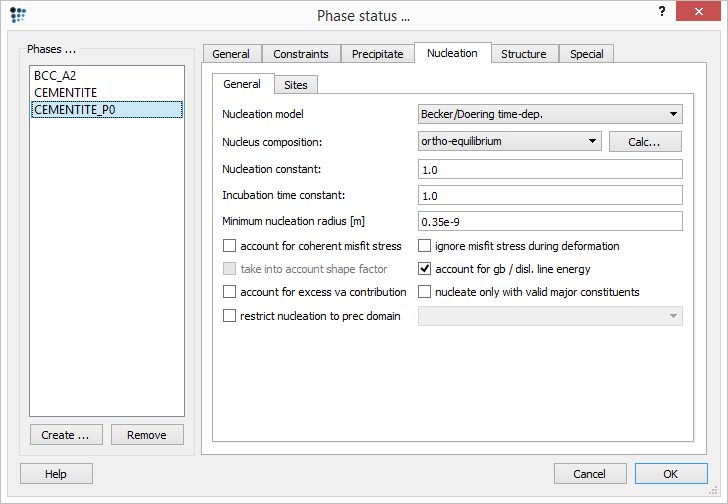 Phase status ...
?
Phases ...
BCC_A2
CEMENTITE
CEMENTITE_P0
Create ...
Remove
General
Constraints
Precipitate
Nucleation
Structure
Special
General
Sites
Nucleation model
Becker/Doering time-dep.
Nucleus composition:
ortho-equilibrium
Calc...
Nucleation constant:
1.0
Incubation time constant:
1.0
Minimum nucleation radius [m]
0.35e-9
account for coherent misfit stress
ignore misfit stress during deformation
take into account shape factor
account for gb / disl. line energy
account for excess va contribution
nucleate only with valid major constituents
restrict nucleation to prec domain
Help
Cancel
OK